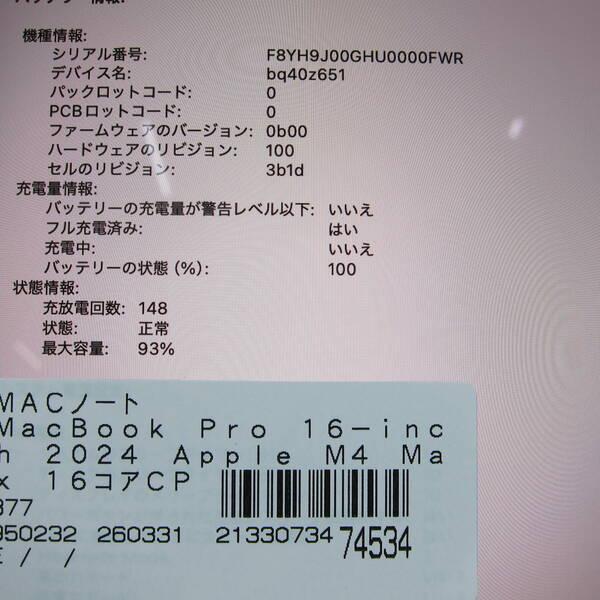 バッテリー情報:
機種情報:
シリアル番号: F8YH9J00GHU0000FWR
デバイス名: bq40z651
パックロットコード: 0
PCBロットコード: 0
ファームウェアのバージョン: 0b00
ハードウェアのリビジョン: 100
セルのリビジョン: 3b1d
充電量情報:
バッテリーの充電量が警告レベル以下: いいえ
フル充電済み: はい
充電中: いいえ
バッテリーの状態（%）: 100
状態情報:
充放電回数: 148
状態: 正常
最大容量: 93%
MACノート
MacBook Pro 16−inc
h 2024 Apple M4 Ma
x 16コアCP
377
950232 260331 21330734 74534
/ /